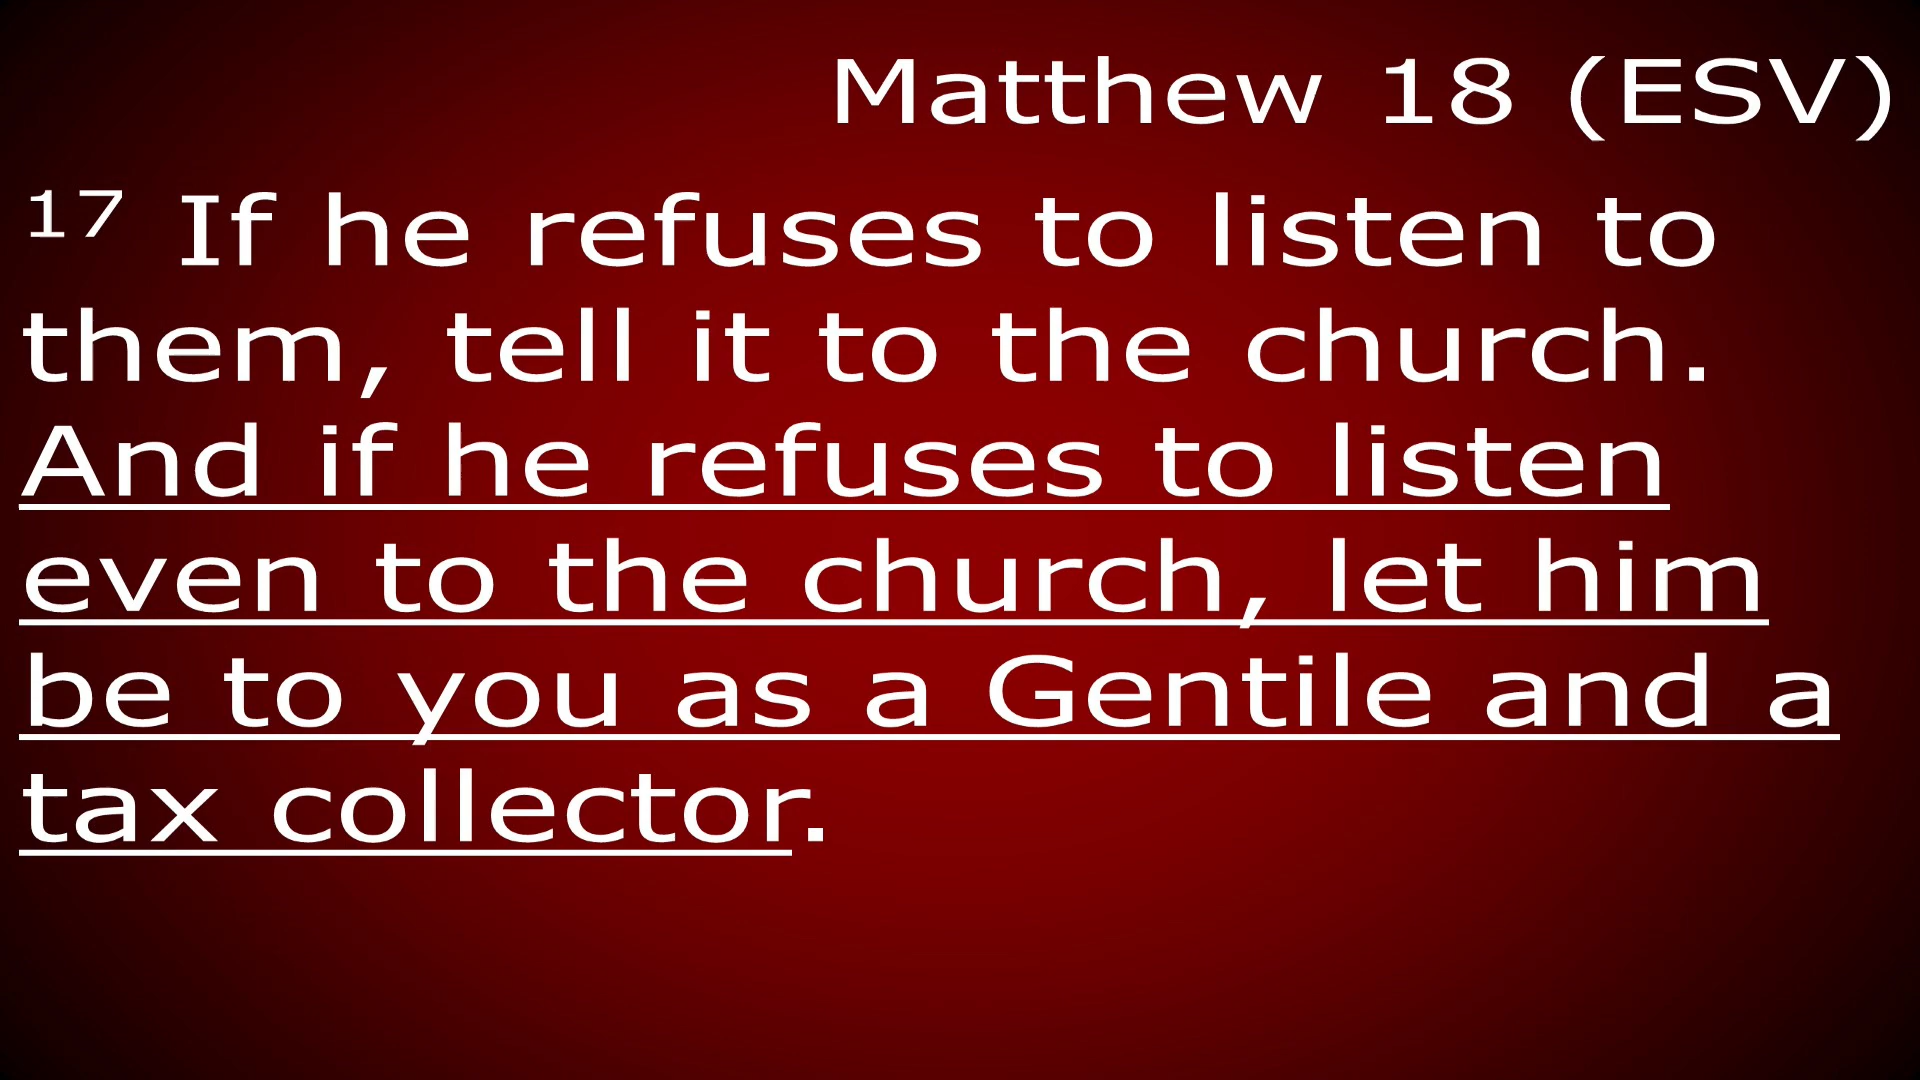 Matthew 18 (ESV)
17 If he refuses to listen to
them, tell it to the church.
And if he refuses to listen
even to the church, let him
be to you as a Gentile and a
tax collector.